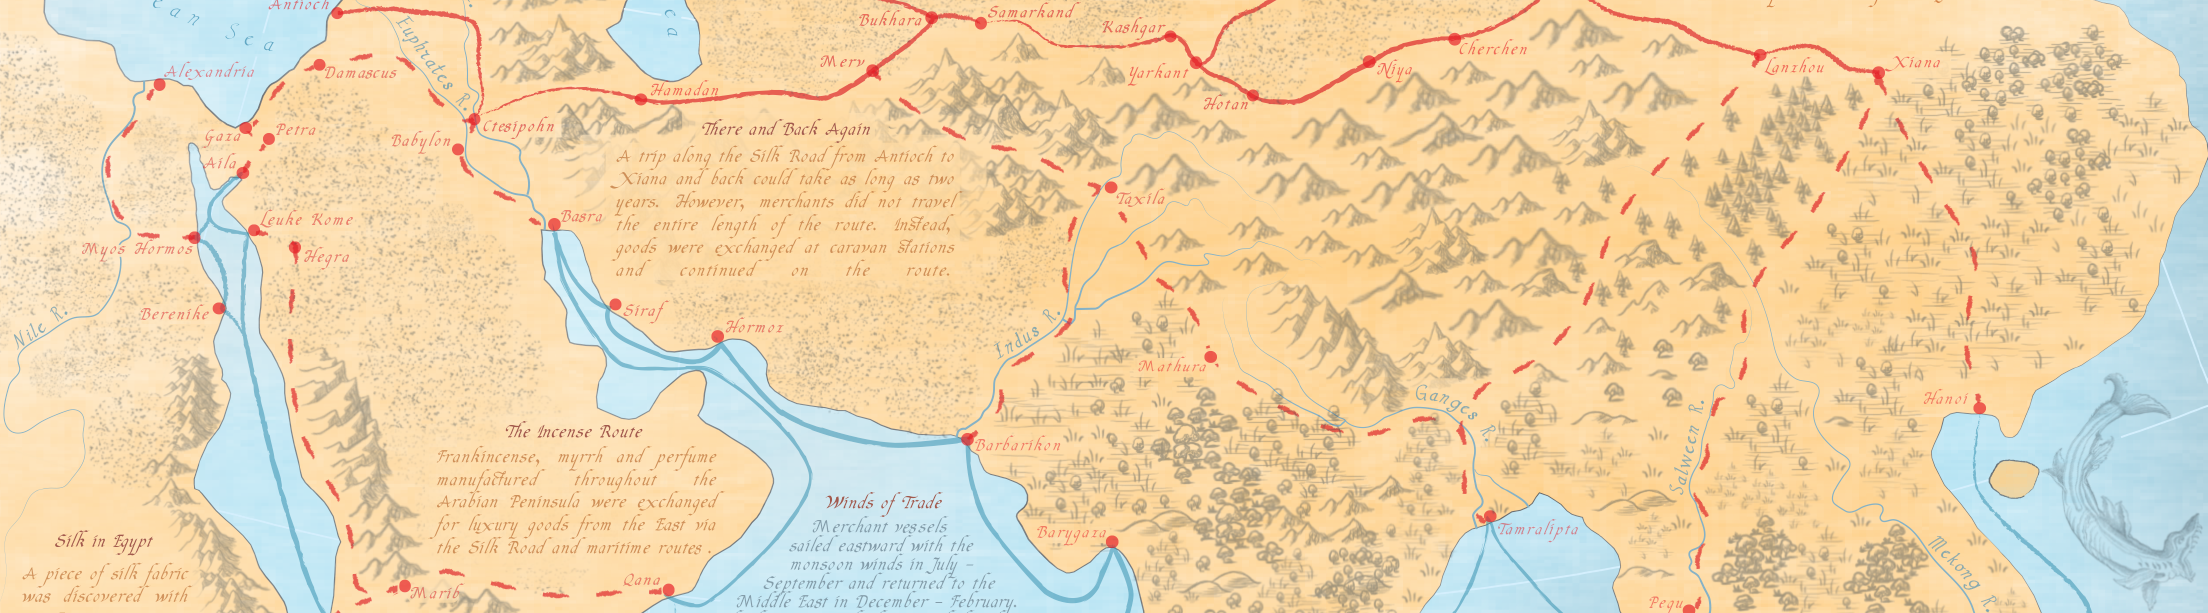 Antioch
ean Sea
Euphrates R.
ea
Bukhara
Samarkand
Kashgar
Yarkant
Hotan
Niya
Cherchen
Lanzhou
Xiana
Alexandria
Damascus
Merv
Hamadan
Gaza
Petra
Aila
Babylon
Ctesipohn
There and Back Again
A trip along the Silk Road from Antioch to
Xiana and back could take as long as two
years. However, merchants did not travel
the entire length of the route. Instead,
goods were exchanged at caravan stations
and continued on the route.
Taxila
Leuke Kome
Myos Hormos
Hegra
Basra
Berenike
Siraf
Hormoz
Nile R.
Indus R.
Mathura
Ganges R.
Salween R.
Hanoi
Barbarikon
The Incense Route
Frankincense, myrrh and perfume
manufactured throughout the
Arabian Peninsula were exchanged
for luxury goods from the East via
the Silk Road and maritime routes .
Winds of Trade
Merchant vessels
sailed eastward with the
monsoon winds in July –
September and returned to the
Middle East in December – February.
Barygaza
Tamralipta
Mekong R.
Silk in Egypt
A piece of silk fabric
was discovered with
Marib
Qana
Pequ